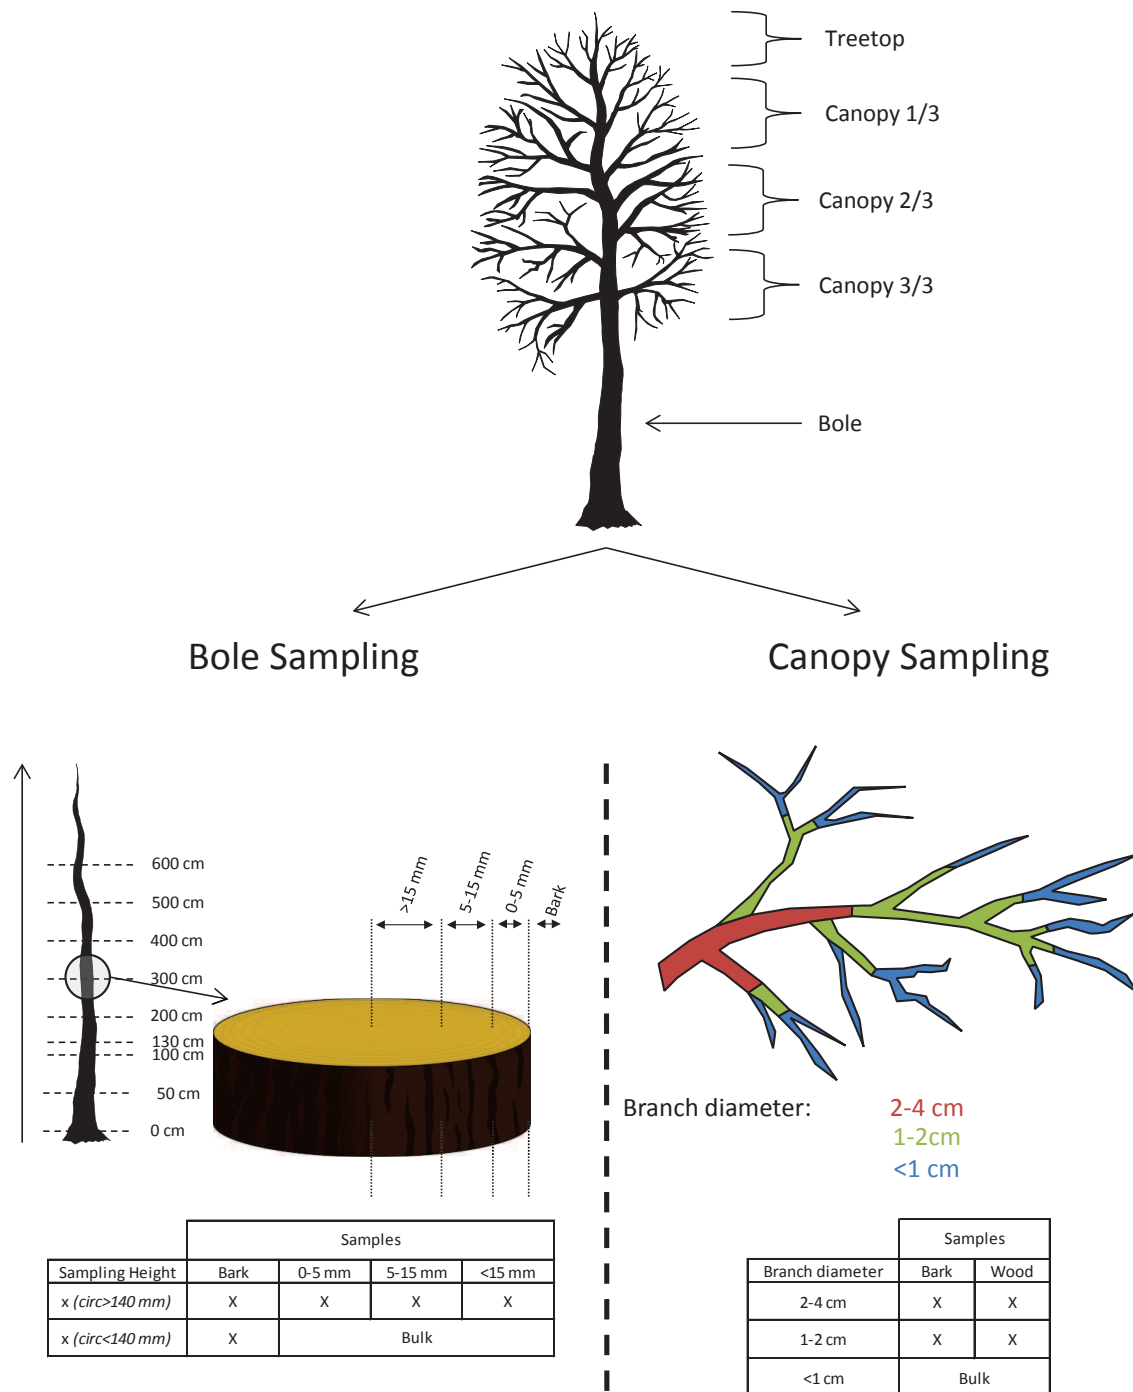 Treetop
Canopy 1/3
Canopy 2/3
Canopy 3/3
Bole
Bole Sampling
Canopy Sampling
600 cm
500 cm
400 cm
300 cm
200 cm
130 cm
100 cm
50 cm
0 cm
>15 mm
5-15 mm
0-5 mm
Bark
Branch diameter: 2-4 cm
1-2cm
<1 cm
Samples
Sampling Height Bark 0-5 mm 5-15 mm <15 mm
x (circ>140 mm) X X X X
x (circ<140 mm) X Bulk
Samples
Branch diameter Bark Wood
2-4 cm X X
1-2 cm X X
<1 cm Bulk